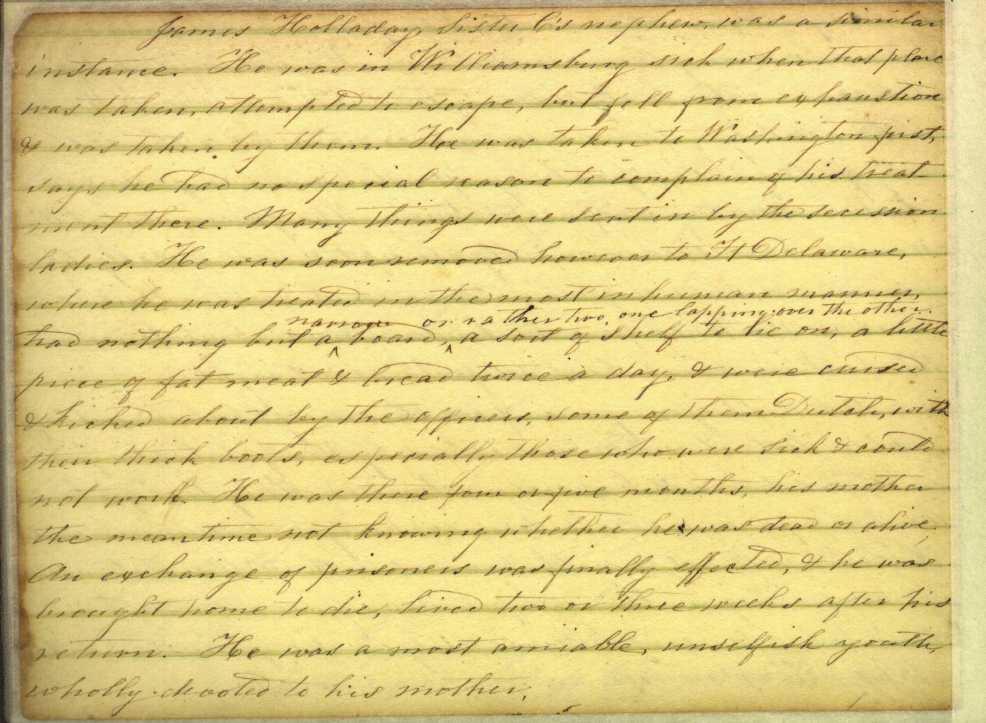 James Holladay, Sister C's nephew, was a similar
instance. He was in Williamsburg sick when that place
was taken, attempted to escape, but fell from exhaustion
& was taken by them. He was taken to Washington first,
says he had no special reason to complain of his treat-
ment there. Many things were sent in by the secession
ladies. He was soon removed however to Ft Delaware,
where he was treated in the most inhuman manner,
narrow or rather two, one lapping over the other.
had nothing but a board, a sort of shelf to lie on, a little
piece of fat meat & bread twice a day, & were cursed
& kicked about by the officers, some of them Dutch, with
their thick boots, especially those who were sick & could
not work. He was there four or five months, his mother
the meantime not knowing whether he was dead or alive.
An exchange of prisoners was finally effected, & he was
brought home to die, lived two or three weeks after his
return. He was a most amiable, unselfish youth,
wholly devoted to his mother.